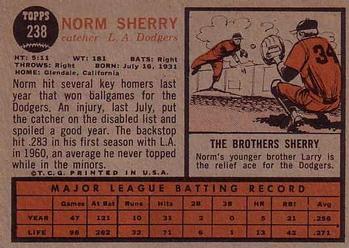 TOPPS
238
NORM SHERRY
catcher L. A. Dodgers
HT: 5:11 WT: 181 BATS: Right
THROWS: Right BORN: July 16, 1931
HOME: Glendale, California
Norm hit several key homers last
year that won ballgames for the
Dodgers. An injury, last July, put
the catcher on the disabled list and
spoiled a good year. The backstop
hit .283 in his first season with L.A.
in 1960, an average he never topped
while in the minors.
© T. C. G. PRINTED IN U. S. A.
34
THE BROTHERS SHERRY
Norm's younger brother Larry is
the relief ace for the Dodgers.
MAJOR LEAGUE BATTING RECORD
Games At Bat Runs Hits 2B 3B HR RBI Avg.
YEAR 47 121 10 31 2 0 5 21 .256
LIFE 96 262 32 71 6 1 13 42 .271